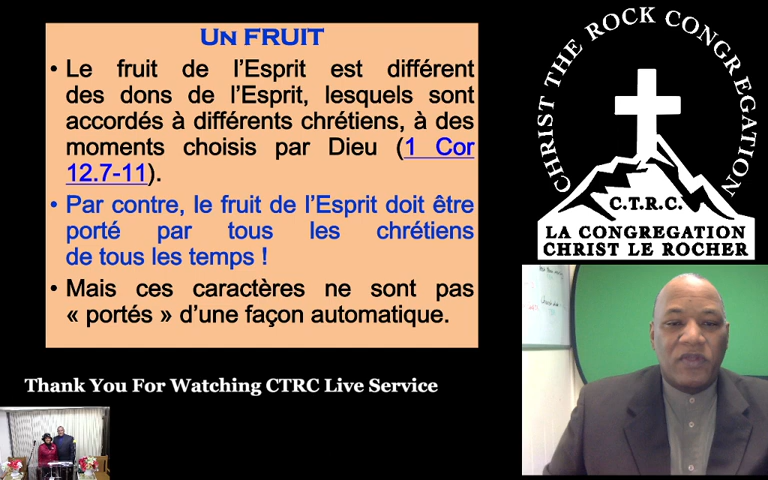 UN FRUIT
• Le fruit de l'Esprit est différent
des dons de l'Esprit, lesquels sont
accordés à différents chrétiens, à des
moments choisis par Dieu (1 Cor
12.7-11).
• Par contre, le fruit de l'Esprit doit être
porté par tous les chrétiens
de tous les temps !
• Mais ces caractères ne sont pas
« portés » d'une façon automatique.
CHRIST THE ROCK CONGREGATION
C.T.R.C.
LA CONGREGATION
CHRIST LE ROCHER
Thank You For Watching CTRC Live Service